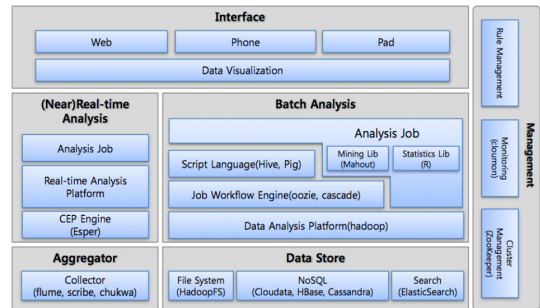 Interface
Web
Phone
Pad
Data Visualization
(Near)Real-time
Analysis
Analysis Job
Real-time Analysis
Platform
CEP Engine
(Esper)
Batch Analysis
Analysis Job
Script Language(Hive, Pig)
Mining Lib
(Mahout)
Statistics Lib
(R)
Job Workflow Engine(oozie, cascade)
Data Analysis Platform(hadoop)
Aggregator
Collector
(flume, scribe, chukwa)
Data Store
File System
(HadoopFS)
NoSQL
(Cloudata, HBase, Cassandra)
Search
(ElasticSearch)
Management
Rule Management
Monitoring
(cloumon)
Cluster
Management
(ZooKeeper)